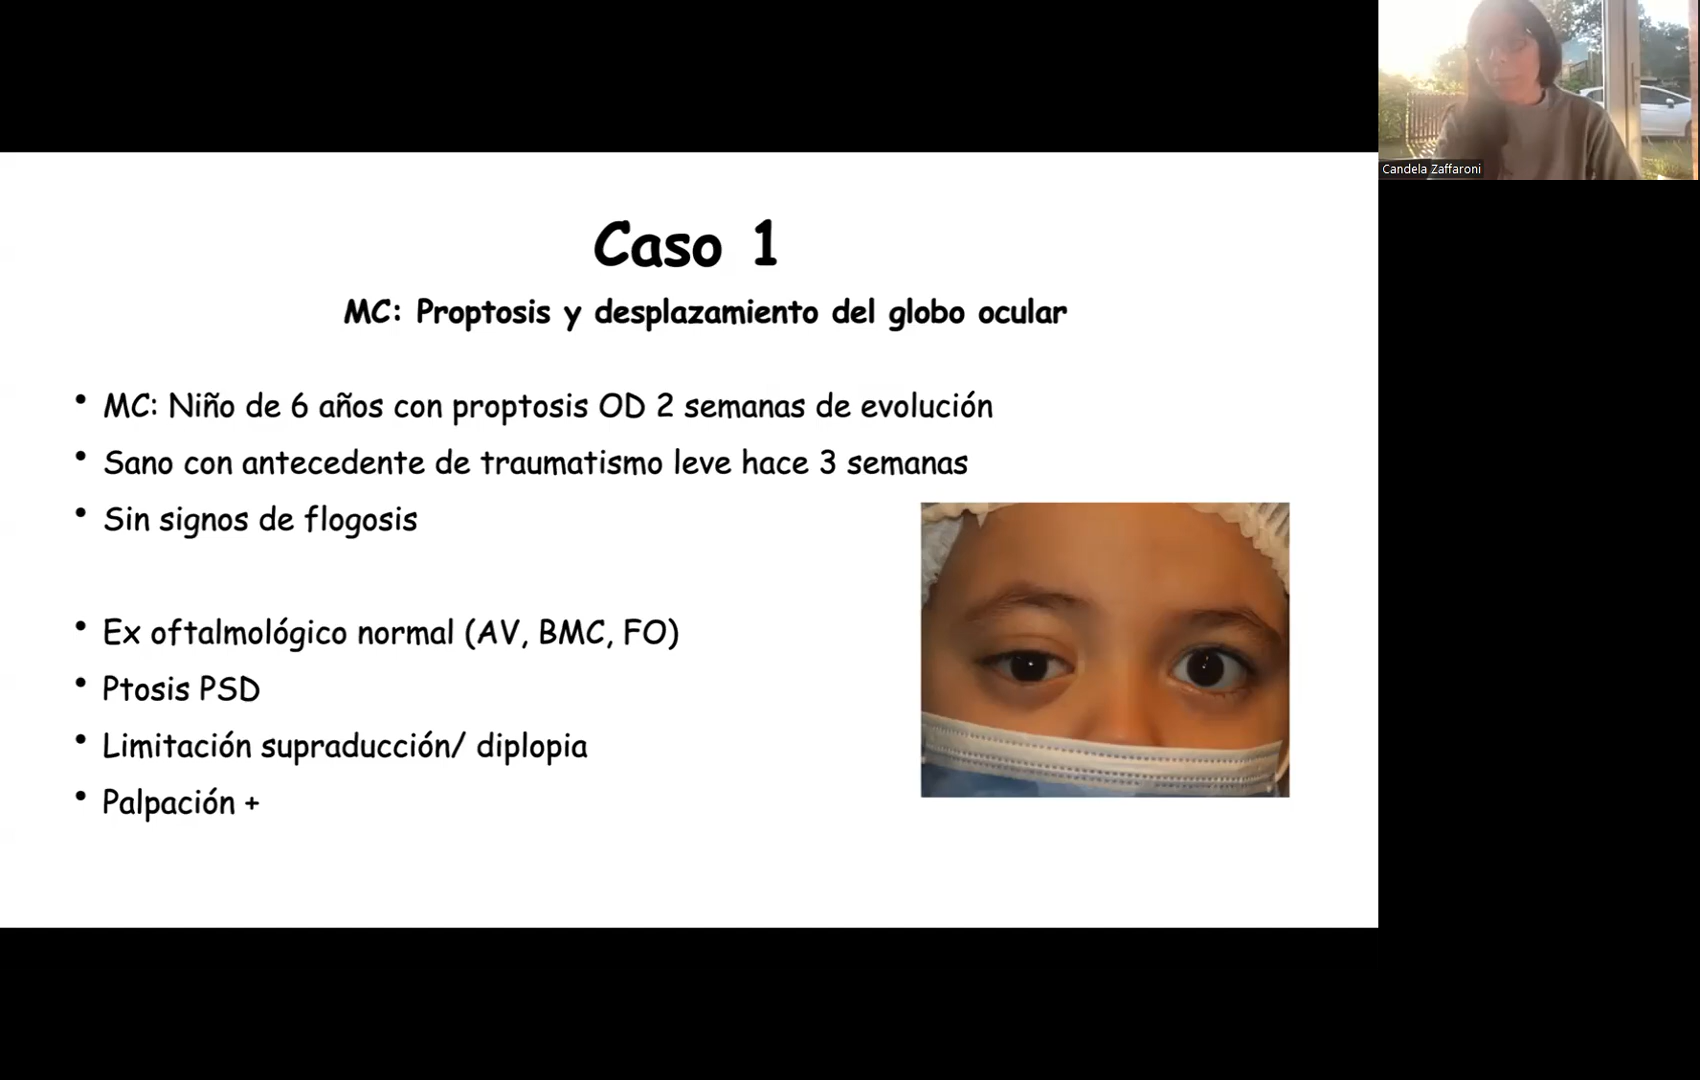 Candela Zaffaroni
Caso 1
MC: Proptosis y desplazamiento del globo ocular
• MC: Niño de 6 años con proptosis OD 2 semanas de evolución
• Sano con antecedente de traumatismo leve hace 3 semanas
• Sin signos de flogosis
• Ex oftalmológico normal (AV, BMC, FO)
• Ptosis PSD
• Limitación supraducción/ diplopia
• Palpación +